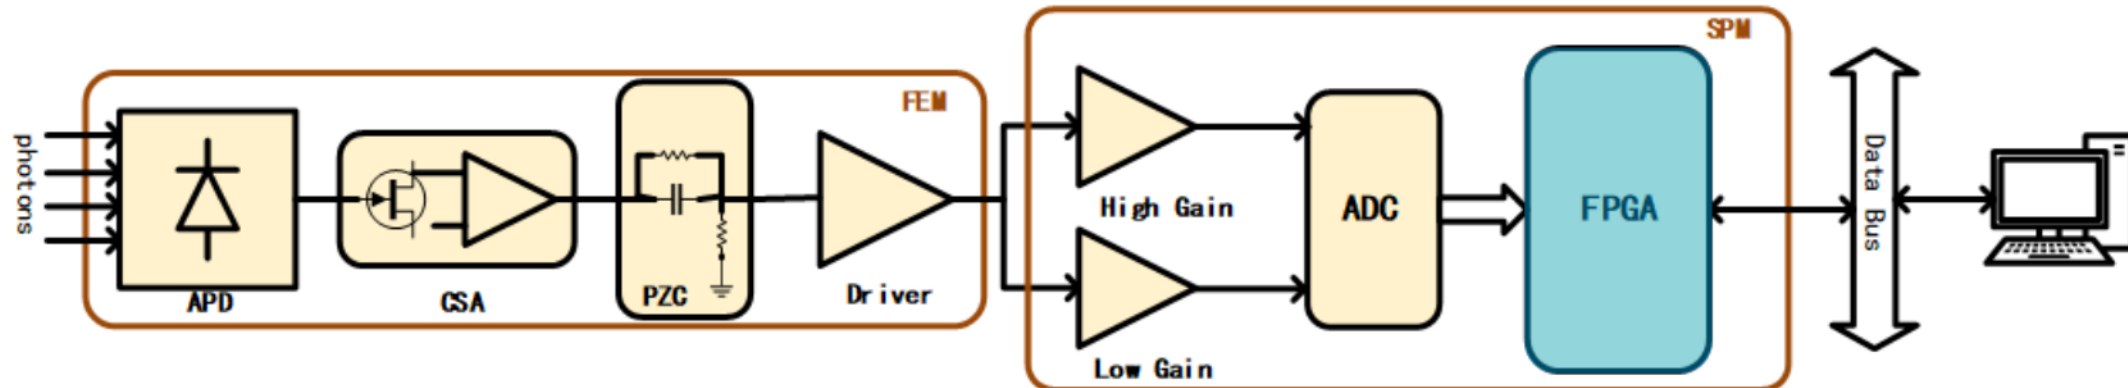 photons
APD
CSA
PZC
Driver
FEM
High Gain
Low Gain
ADC
FPGA
SPM
Data Bus